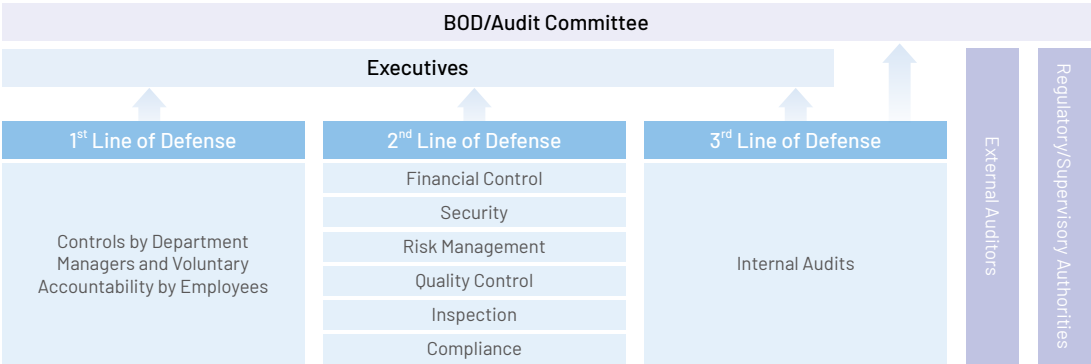 BOD/Audit Committee
Executives
1st Line of Defense
Controls by Department
Managers and Voluntary
Accountability by Employees
2nd Line of Defense
Financial Control
Security
Risk Management
Quality Control
Inspection
Compliance
3rd Line of Defense
Internal Audits
External Auditors
Regulatory/Supervisory Authorities